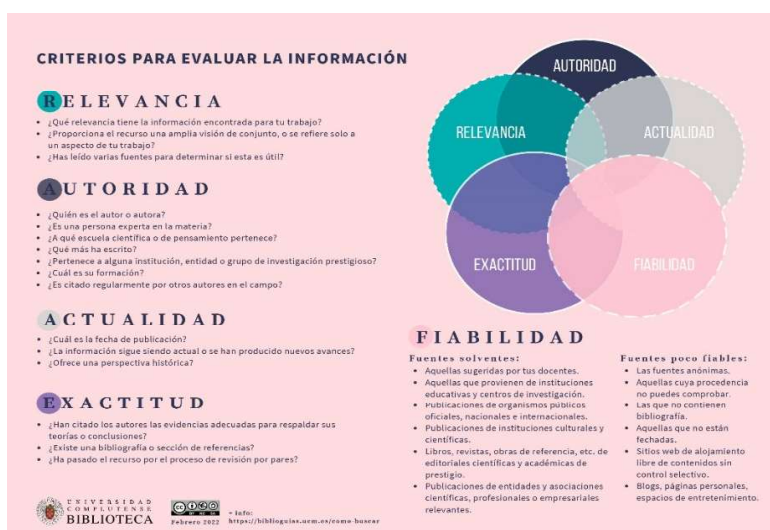 CRITERIOS PARA EVALUAR LA INFORMACIÓN
RELEVANCIA
• ¿Qué relevancia tiene la información encontrada para tu trabajo?
• ¿Proporciona el recurso una amplia visión de conjunto, o se refiere solo a
un aspecto de tu trabajo?
• ¿Has leído varias fuentes para determinar si esta es útil?
AUTORIDAD
• ¿Quién es el autor o autora?
• ¿Es una persona experta en la materia?
• ¿A qué escuela científica o de pensamiento pertenece?
• ¿Qué más ha escrito?
• ¿Pertenece a alguna institución, entidad o grupo de investigación prestigioso?
• ¿Cuál es su formación?
• ¿Es citado regularmente por otros autores en el campo?
ACTUALIDAD
• ¿Cuál es la fecha de publicación?
• ¿La información sigue siendo actual o se han producido nuevos avances?
• ¿Ofrece una perspectiva histórica?
EXACTITUD
• ¿Han citado los autores las evidencias adecuadas para respaldar sus
teorías o conclusiones?
• ¿Existe una bibliografía o sección de referencias?
• ¿Ha pasado el recurso por el proceso de revisión por pares?
AUTORIDAD
RELEVANCIA
ACTUALIDAD
EXACTITUD
FIABILIDAD
FIABILIDAD
Fuentes solventes:
• Aquellas sugeridas por tus docentes.
• Aquellas que provienen de instituciones
educativas y centros de investigación.
• Publicaciones de organismos públicos
oficiales, nacionales e internacionales.
• Publicaciones de instituciones culturales y
científicas.
• Libros, revistas, obras de referencia, etc. de
editoriales científicas y académicas de
prestigio.
• Publicaciones de entidades y asociaciones
científicas, profesionales o empresariales
relevantes.
Fuentes poco fiables:
• Las fuentes anónimas.
• Aquellas cuya procedencia
no puedes comprobar.
• Las que no contienen
bibliografía.
• Aquellas que no están
fechadas.
• Sitios web de alojamiento
libre de contenidos sin
control selectivo.
• Blogs, páginas personales,
espacios de entretenimiento.
UNIVERSIDAD
COMPLUTENSE
BIBLIOTECA
Febrero 2022
+ Info:
https://biblioguias.ucm.es/como-buscar